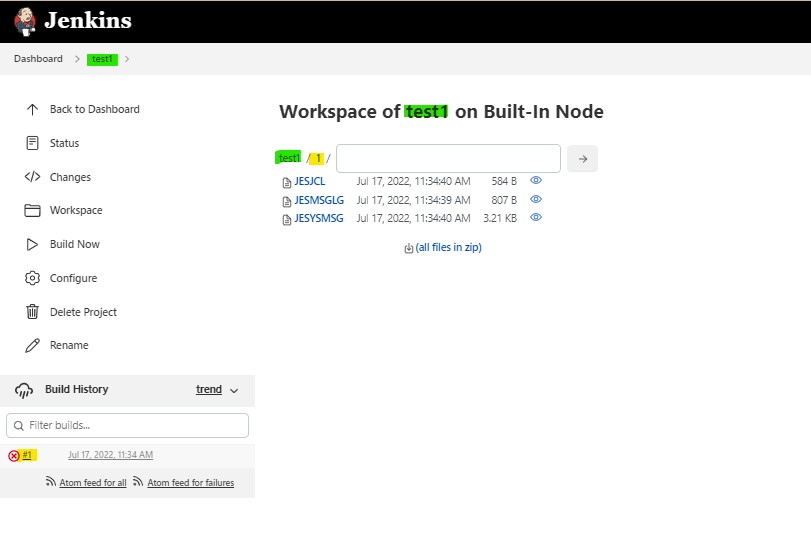 Jenkins
Dashboard > test1 >
Back to Dashboard
Status
Changes
Workspace
Build Now
Configure
Delete Project
Rename
Build History trend
Filter builds...
#1 Jul 17, 2022, 11:34 AM
Atom feed for all Atom feed for failures
Workspace of test1 on Built-In Node
test1 / 1 /
JESJCL Jul 17, 2022, 11:34:40 AM 584 B
JESMSGLG Jul 17, 2022, 11:34:39 AM 807 B
JESYSMSG Jul 17, 2022, 11:34:40 AM 3.21 KB
(all files in zip)